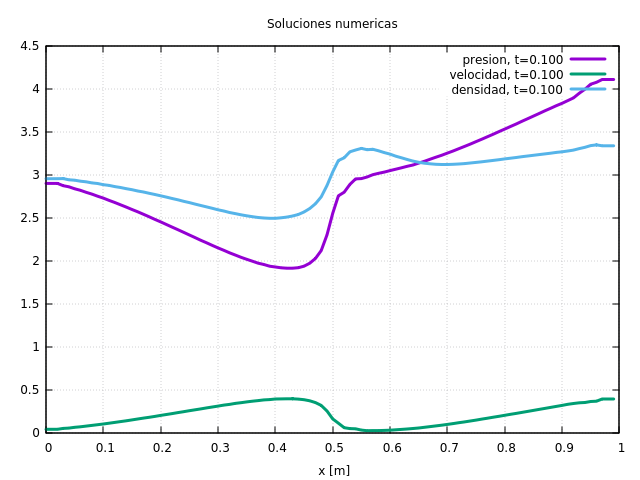 Soluciones numericas
4.5
4
3.5
3
2.5
2
1.5
1
0.5
0
presion, t=0.100
velocidad, t=0.100
densidad, t=0.100
0 0.1 0.2 0.3 0.4 0.5 0.6 0.7 0.8 0.9 1
x [m]